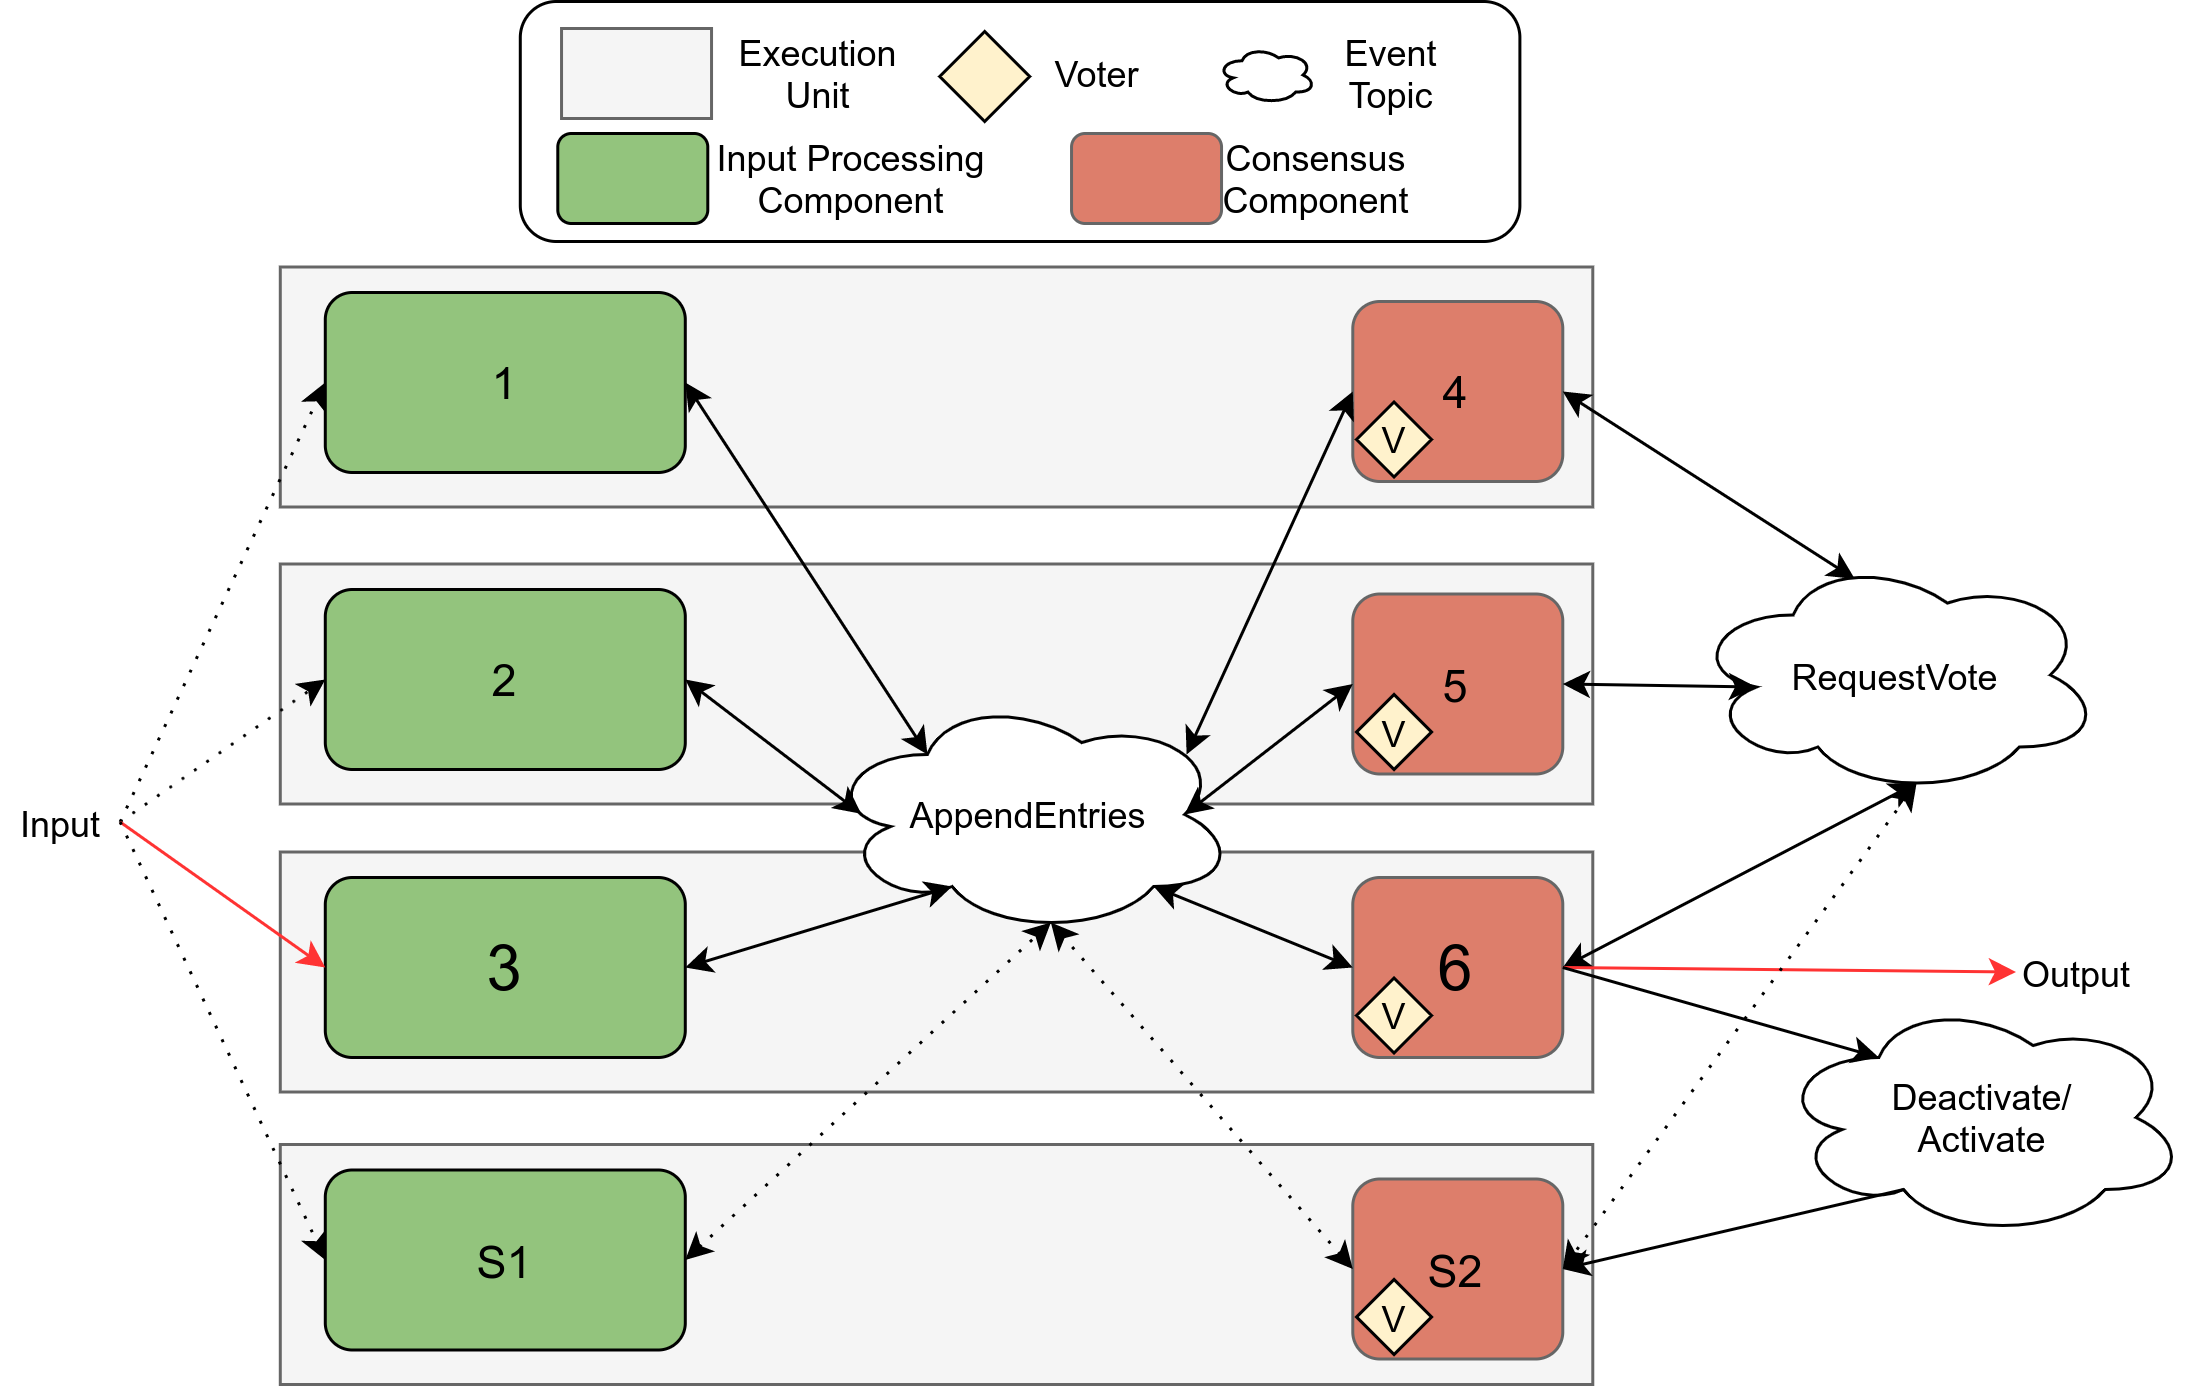 Execution
Unit
Voter
Event
Topic
Input Processing
Component
Consensus
Component
1
4
V
2
5
V
RequestVote
Input
AppendEntries
3
6
V
Output
Deactivate/
Activate
S1
S2
V